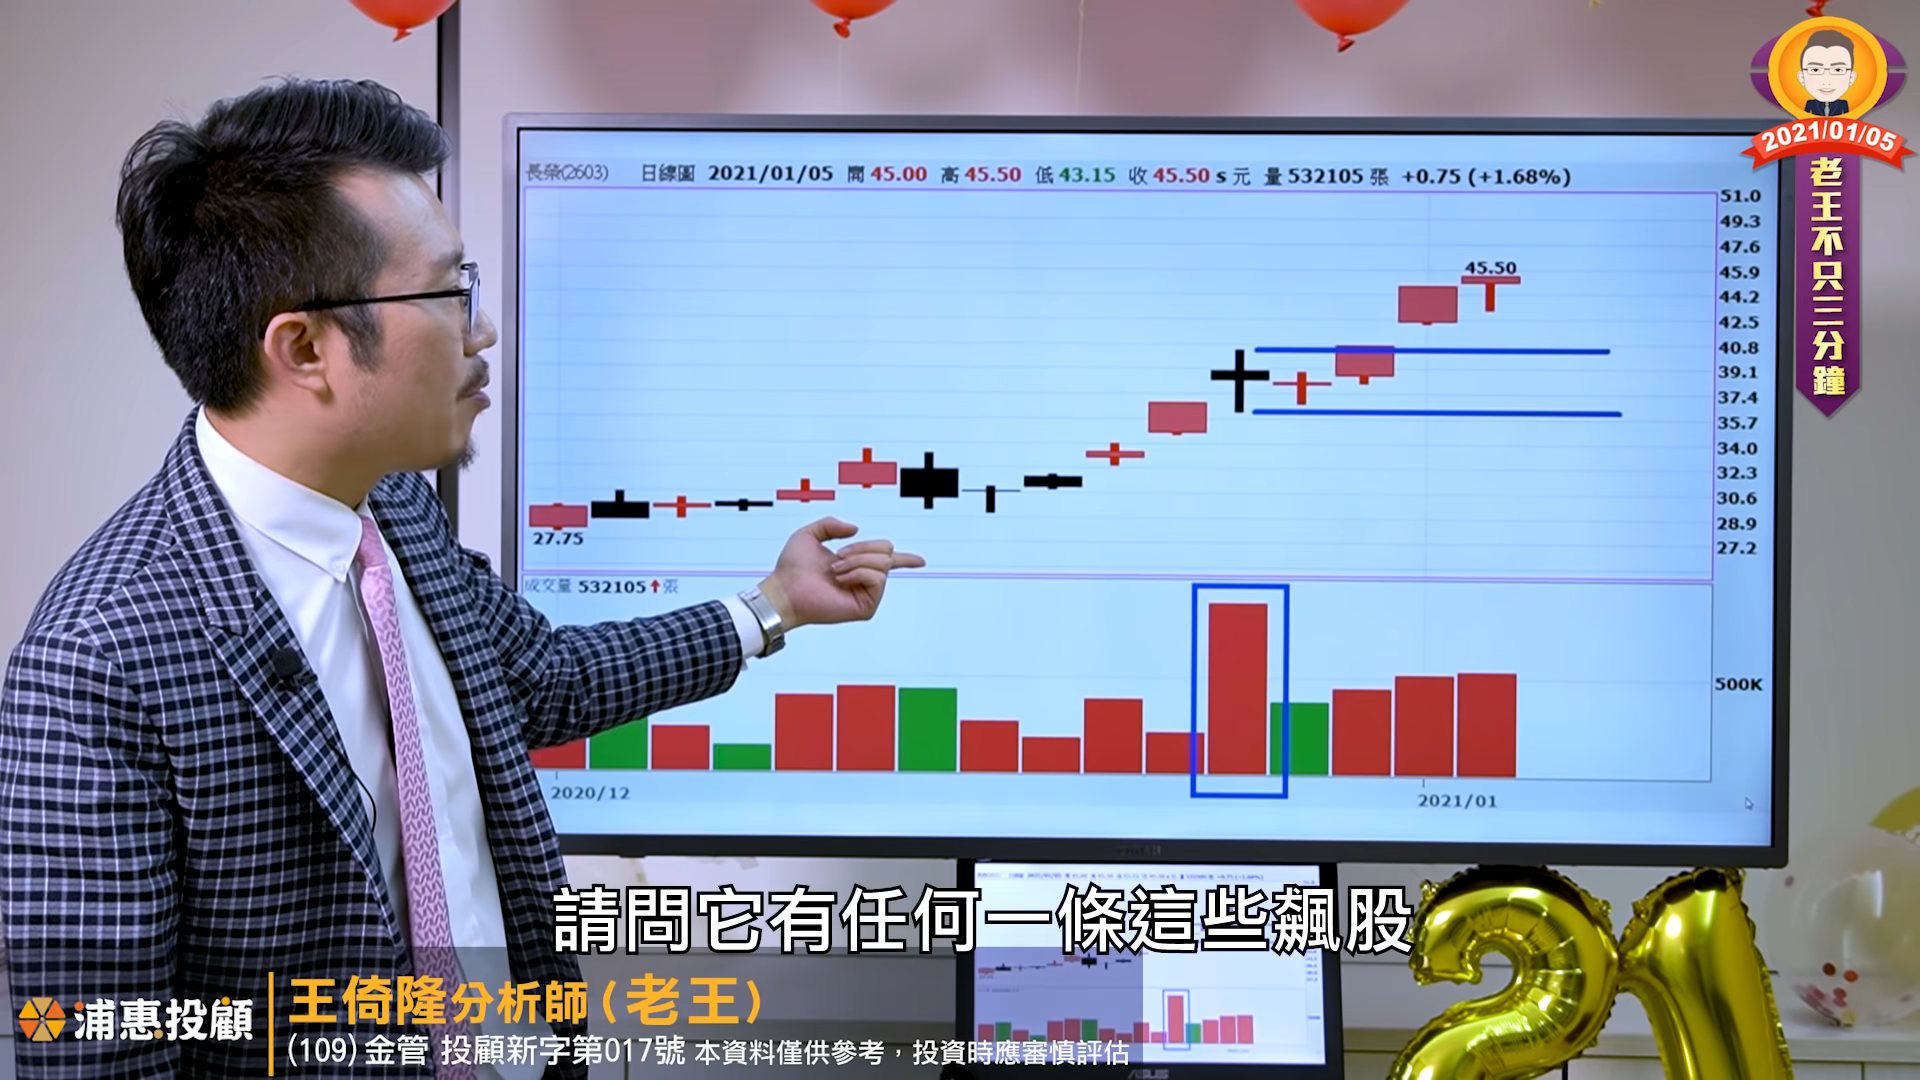 2021/01/05
老王不只三分鐘
長榮(2603) 日線圖 2021/01/05 開 45.00 高 45.50 低 43.15 收 45.50 s 元 量 532105 張 +0.75 (+1.68%)
51.0
49.3
47.6
45.9
44.2
42.5
40.8
39.1
37.4
35.7
34.0
32.3
30.6
28.9
27.2
45.50
27.75
成交量 532105↑張
500K
2020/12
2021/01
請問它有任何一條這些飆股
浦惠投顧
王倚隆分析師(老王)
(109)金管 投顧新字第017號 本資料僅供參考，投資時應審慎評估
ASUS
21